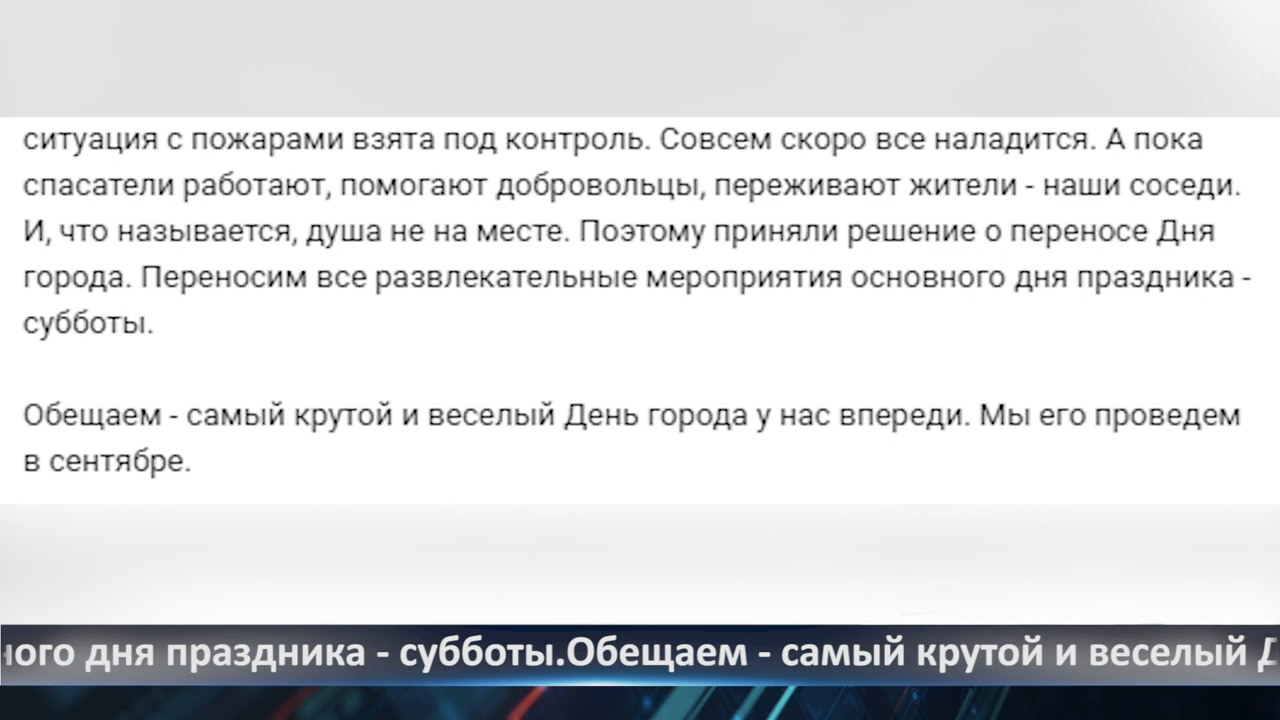 ситуация с пожарами взята под контроль. Совсем скоро все наладится. А пока
спасатели работают, помогают добровольцы, переживают жители - наши соседи.
И, что называется, душа не на месте. Поэтому приняли решение о переносе Дня
города. Переносим все развлекательные мероприятия основного дня праздника -
субботы.
Обещаем - самый крутой и веселый День города у нас впереди. Мы его проведем
в сентябре.
ного дня праздника - субботы.Обещаем - самый крутой и веселый